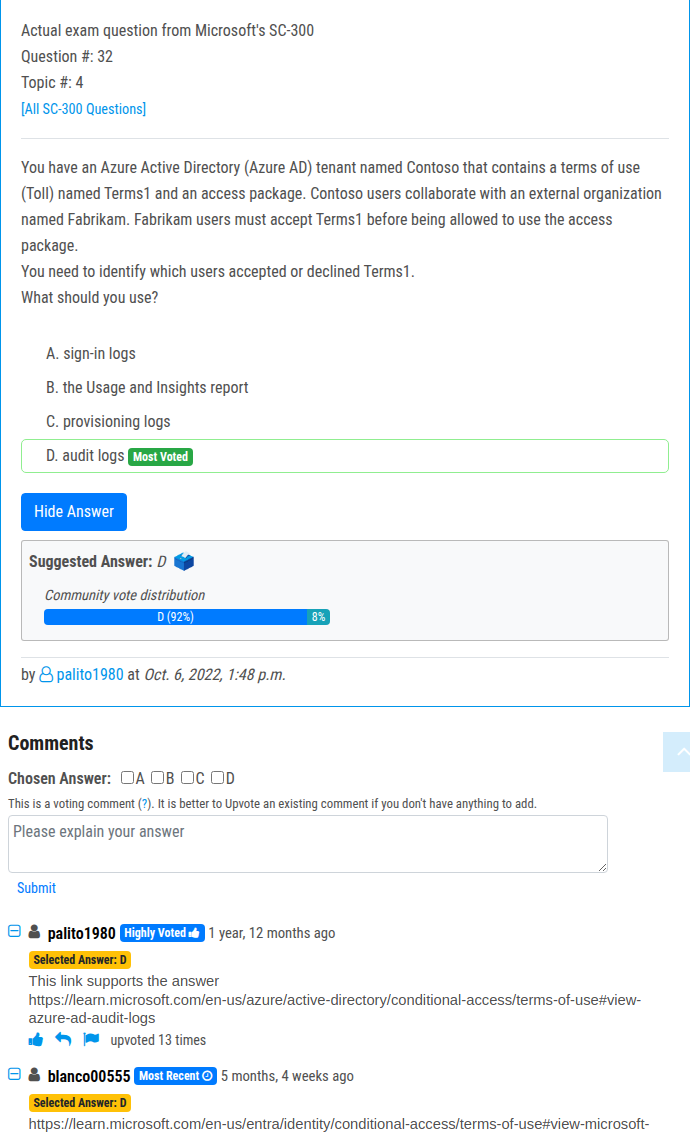 Actual exam question from Microsoft's SC-300
Question #: 32
Topic #: 4
[All SC-300 Questions]
You have an Azure Active Directory (Azure AD) tenant named Contoso that contains a terms of use
(Toll) named Terms1 and an access package. Contoso users collaborate with an external organization
named Fabrikam. Fabrikam users must accept Terms1 before being allowed to use the access
package.
You need to identify which users accepted or declined Terms1.
What should you use?
A. sign-in logs
B. the Usage and Insights report
C. provisioning logs
D. audit logs Most Voted
Hide Answer
Suggested Answer: D
Community vote distribution
D (92%) 8%
by palito1980 at Oct. 6, 2022, 1:48 p.m.
Comments
Chosen Answer: A B C D
This is a voting comment (?). It is better to Upvote an existing comment if you don't have anything to add.
Please explain your answer
Submit
palito1980 Highly Voted 1 year, 12 months ago
Selected Answer: D
This link supports the answer
https://learn.microsoft.com/en-us/azure/active-directory/conditional-access/terms-of-use#view-
azure-ad-audit-logs
upvoted 13 times
blanco00555 Most Recent 5 months, 4 weeks ago
Selected Answer: D
https://learn.microsoft.com/en-us/entra/identity/conditional-access/terms-of-use#view-microsoft-